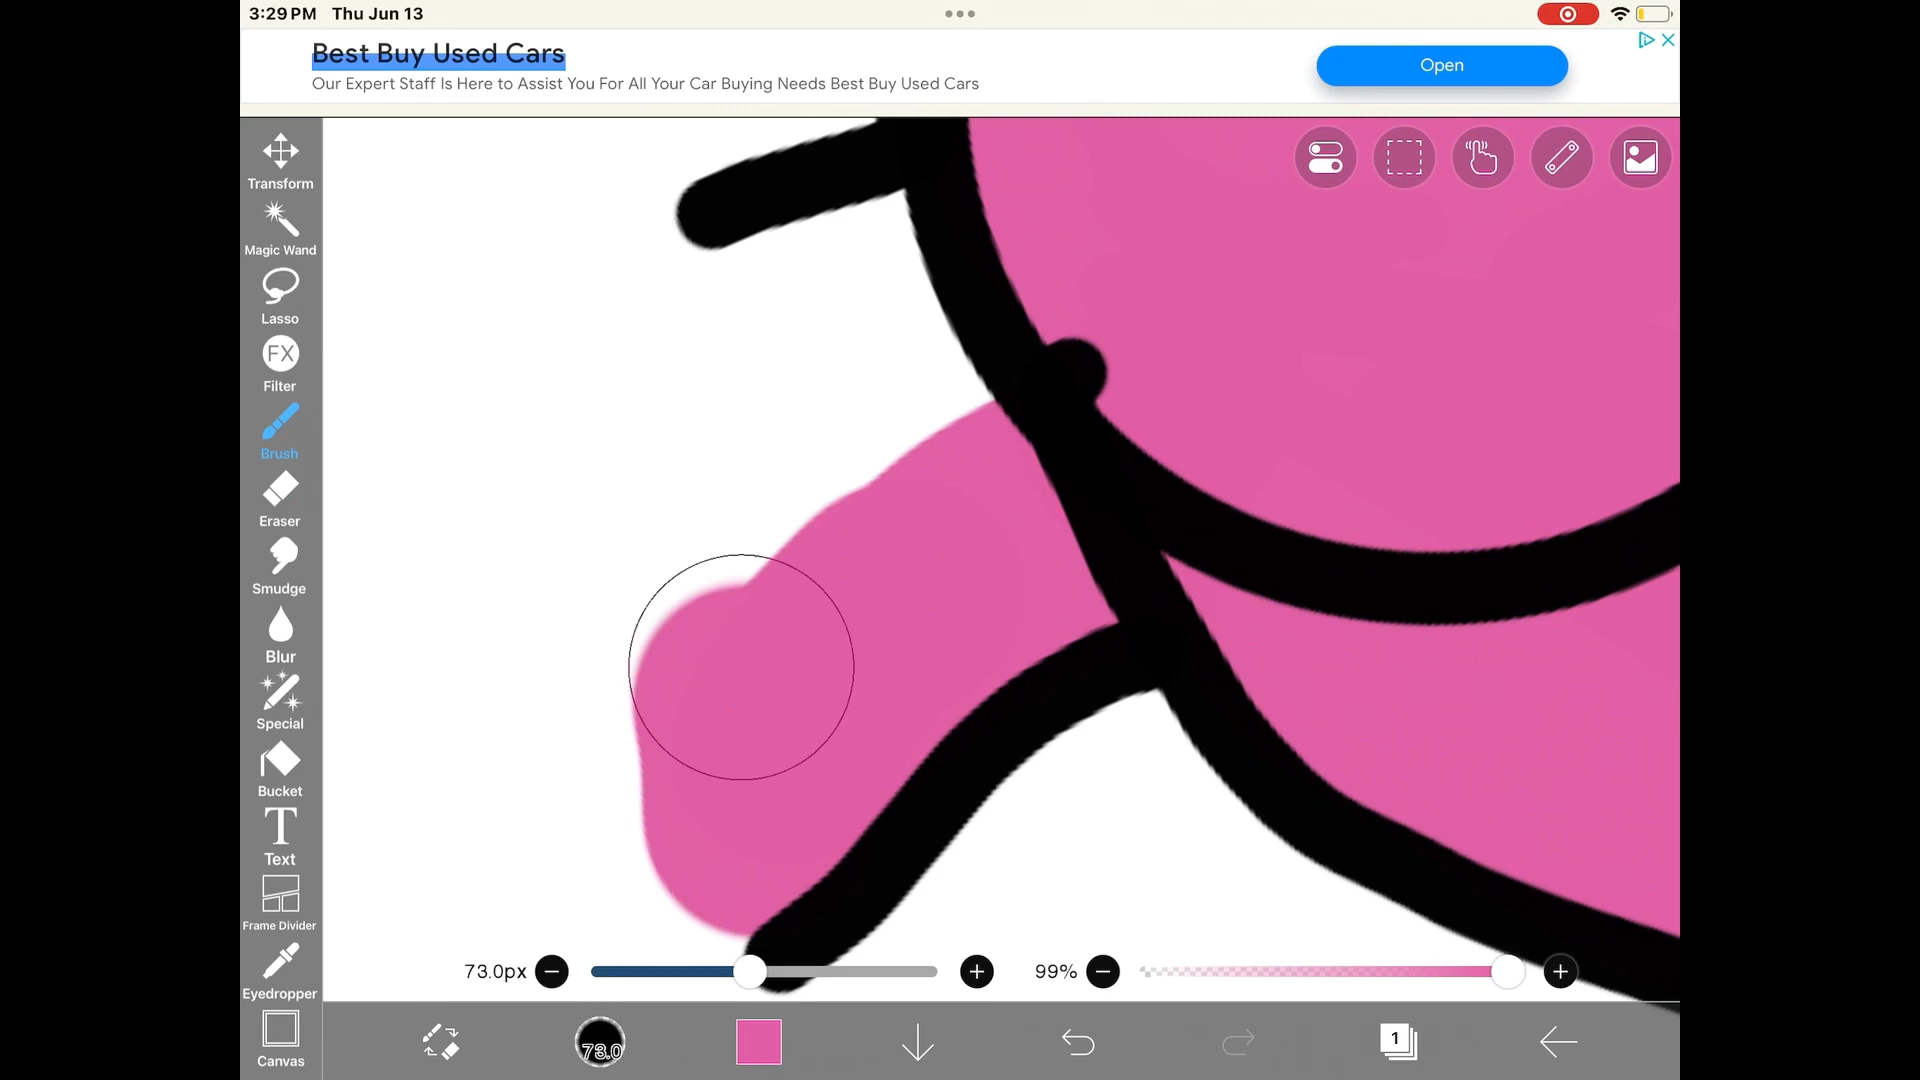 3:29 PM Thu Jun 13
Best Buy Used Cars
Our Expert Staff Is Here to Assist You For All Your Car Buying Needs Best Buy Used Cars
Open
Transform
Magic Wand
Lasso
FX
Filter
Brush
Eraser
Smudge
Blur
Special
Bucket
T
Text
Frame Divider
Eyedropper
Canvas
73.0px
99%
73.0
1